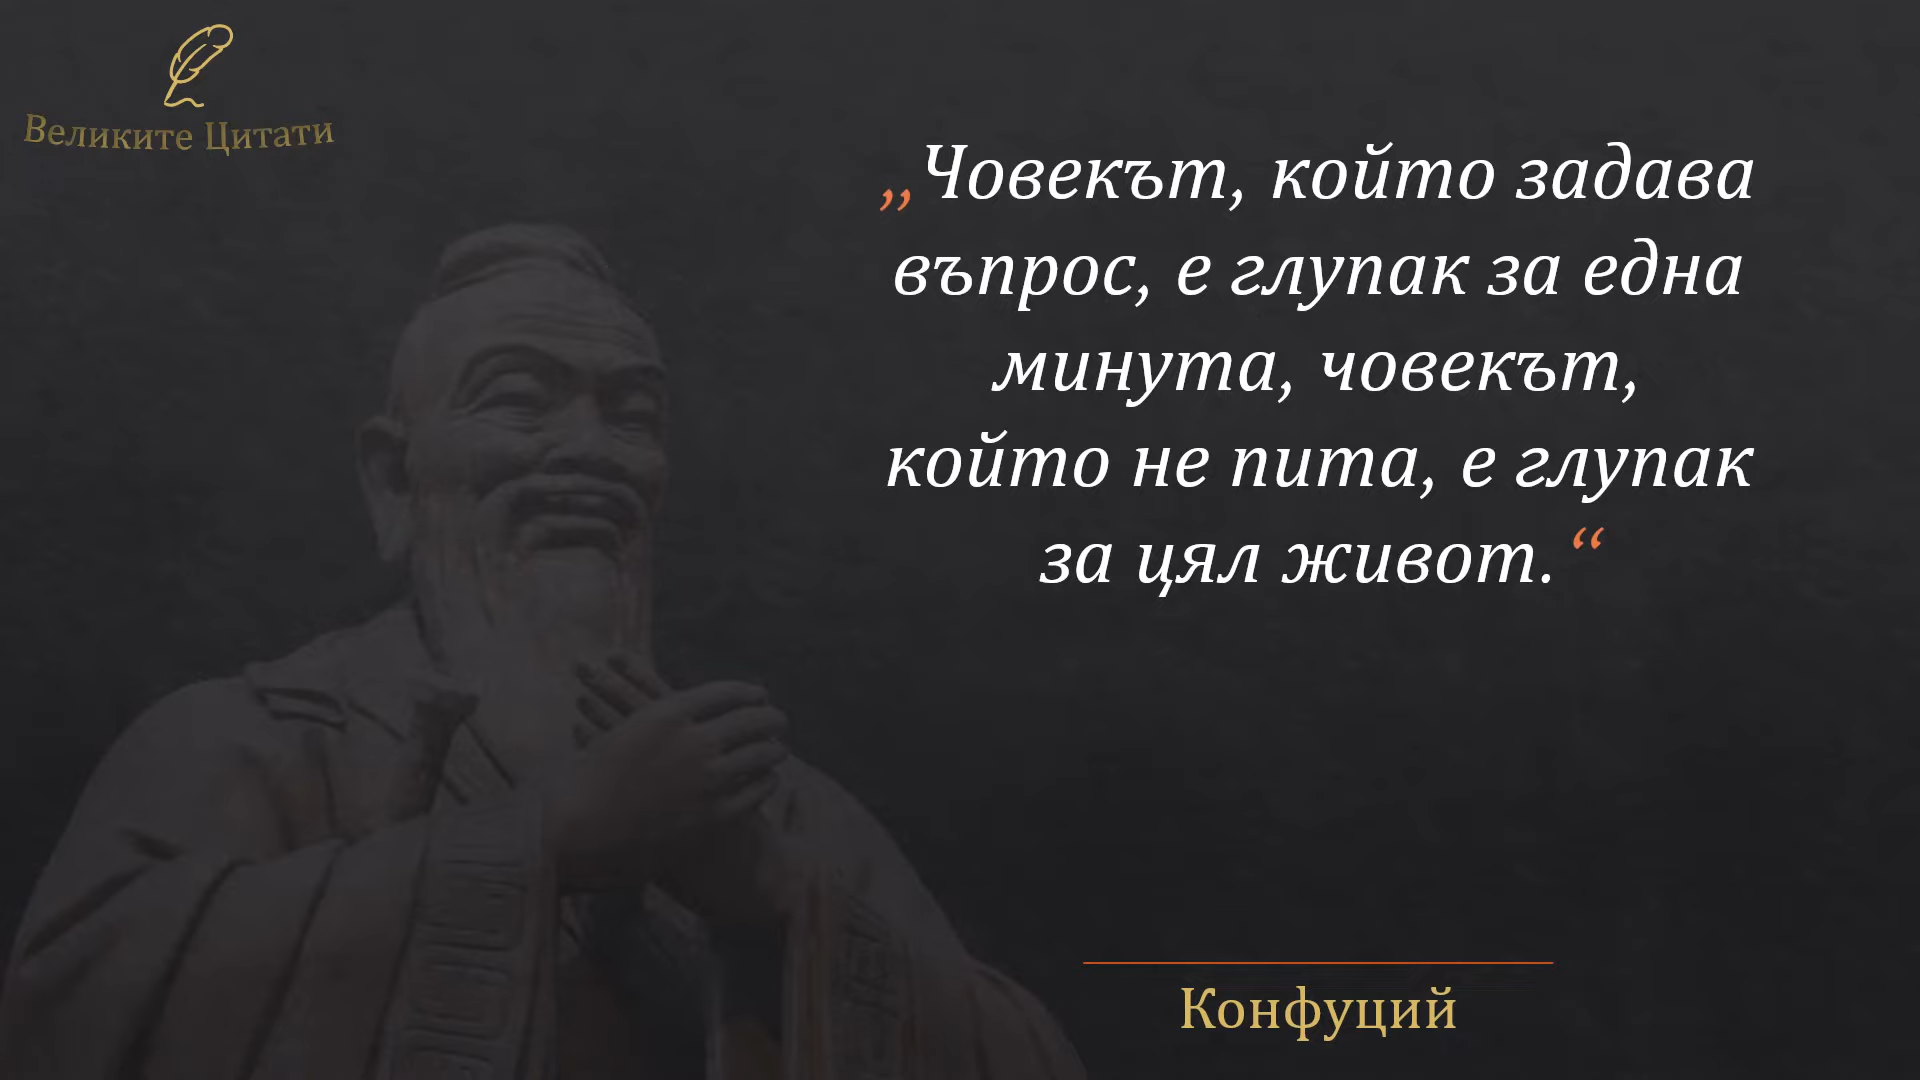 Великите Цитати
„Човекът, който задава
въпрос, е глупак за една
минута, човекът,
който не пита, е глупак
за цял живот.“
Конфуций